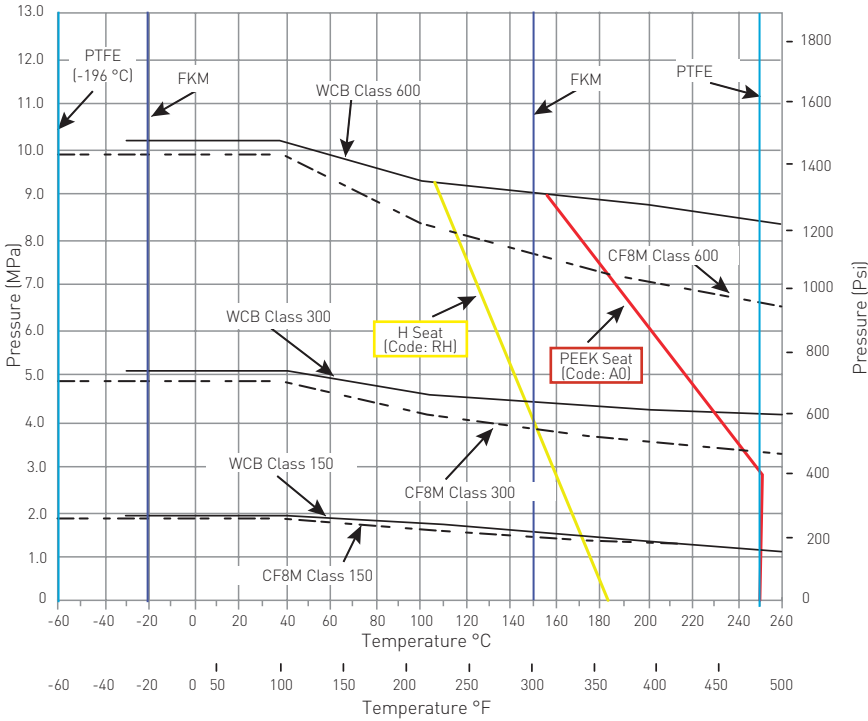 13.0
12.0
11.0
10.0
9.0
8.0
7.0
6.0
5.0
4.0
3.0
2.0
1.0
0
Pressure (MPa)
PTFE
(-196 °C)
FKM
WCB Class 600
FKM
PTFE
CF8M Class 600
WCB Class 300
H Seat
(Code: RH)
PEEK Seat
(Code: A0)
WCB Class 150
CF8M Class 300
CF8M Class 150
1800
1600
1400
1200
1000
800
600
400
200
0
Pressure (Psi)
-60 -40 -20 0 20 40 60 80 100 120 140 160 180 200 220 240 260
Temperature °C
-60 -40 -20 0 50 100 150 200 250 300 350 400 450 500
Temperature °F